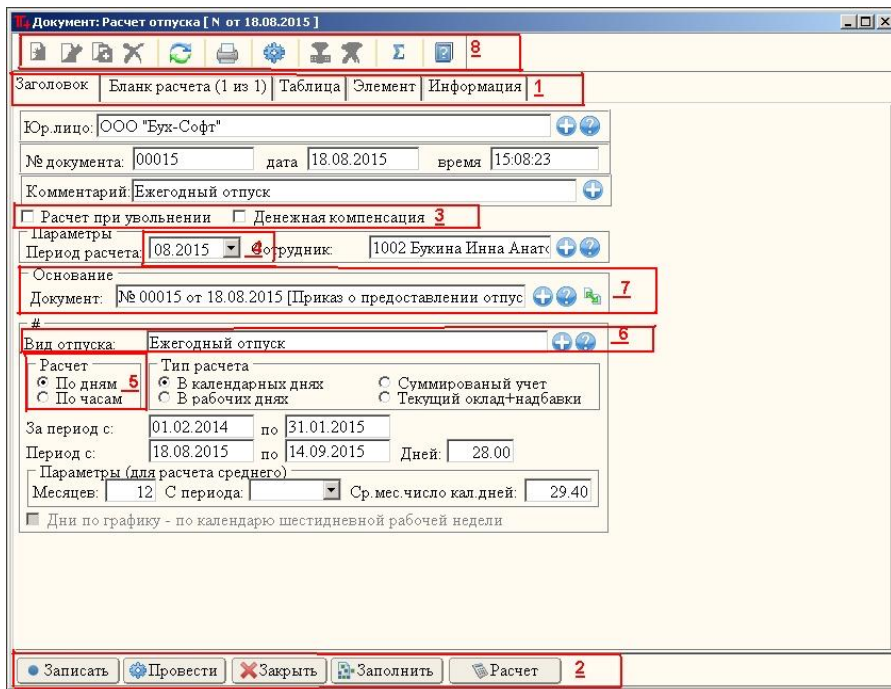 Документ: Расчет отпуска [ N от 18.08.2015 ]
8
Заголовок Бланк расчета (1 из 1) Таблица Элемент Информация 1
Юр.лицо: ООО "Бух-Софт"
№ документа: 00015 дата 18.08.2015 время 15:08:23
Комментарий: Ежегодный отпуск
Расчет при увольнении Денежная компенсация 3
Параметры
Период расчета: 08.2015 4 Сотрудник: 1002 Букина Инна Анато
Основание
Документ: № 00015 от 18.08.2015 [Приказ о предоставлении отпус 7
#
Вид отпуска: Ежегодный отпуск 6
Расчет Тип расчета
По дням 5 В календарных днях Суммированый учет
По часам В рабочих днях Текущий оклад+надбавки
За период с: 01.02.2014 по 31.01.2015
Период с: 18.08.2015 по 14.09.2015 Дней: 28.00
Параметры (для расчета среднего)
Месяцев: 12 С периода: Ср.мес.число кал.дней: 29.40
Дни по графику - по календарю шестидневной рабочей недели
Записать Провести Закрыть Заполнить Расчет 2